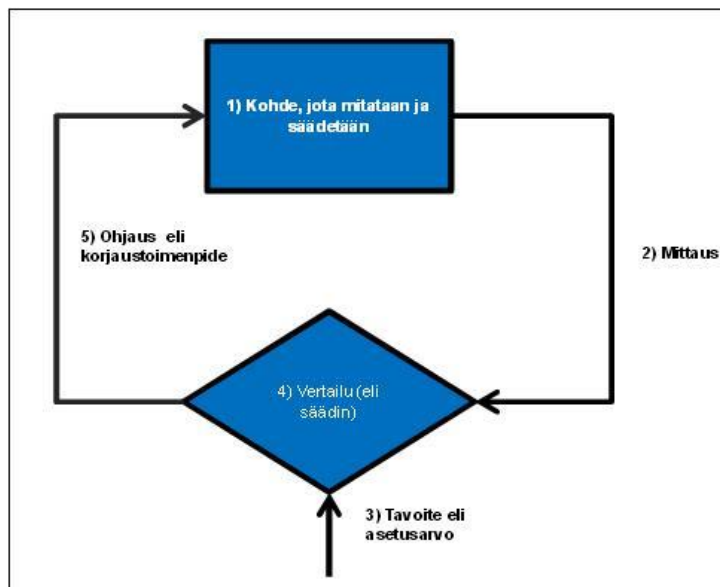 1) Kohde, jota mitataan ja
säädetään
5) Ohjaus eli
korjaustoimenpide
2) Mittaus
4) Vertailu (eli
säädin)
3) Tavoite eli
asetusarvo